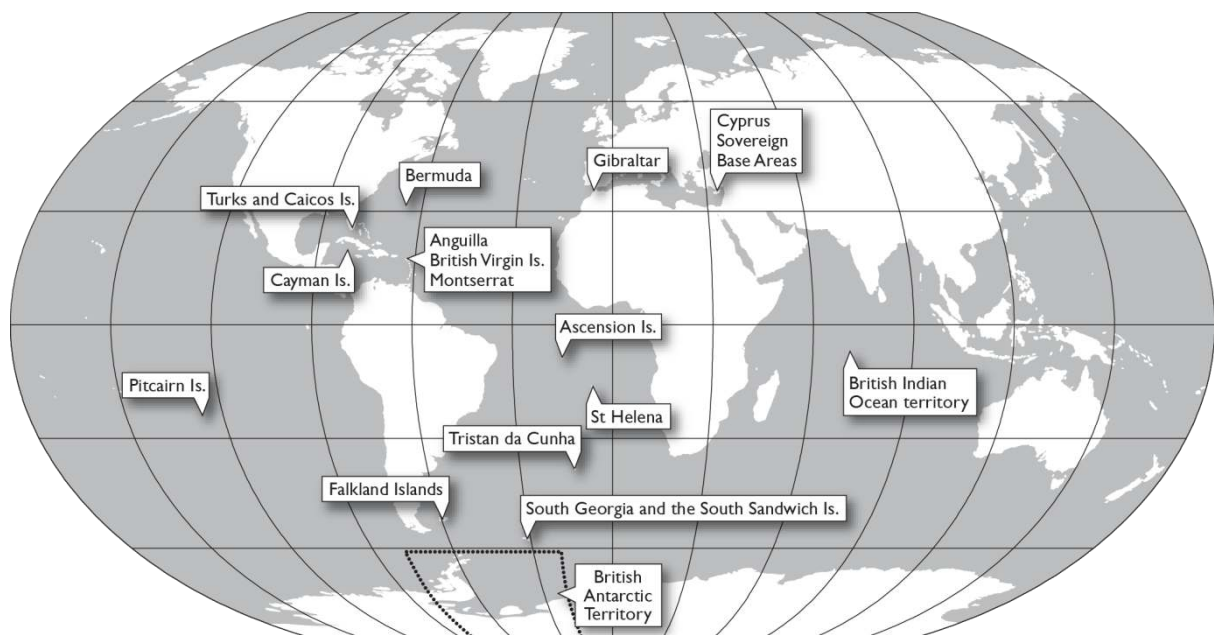 Cyprus
Sovereign
Base Areas
Gibraltar
Bermuda
Turks and Caicos Is.
Anguilla
British Virgin Is.
Montserrat
Cayman Is.
Ascension Is.
Pitcairn Is.
British Indian
Ocean territory
St Helena
Tristan da Cunha
Falkland Islands
South Georgia and the South Sandwich Is.
British
Antarctic
Territory